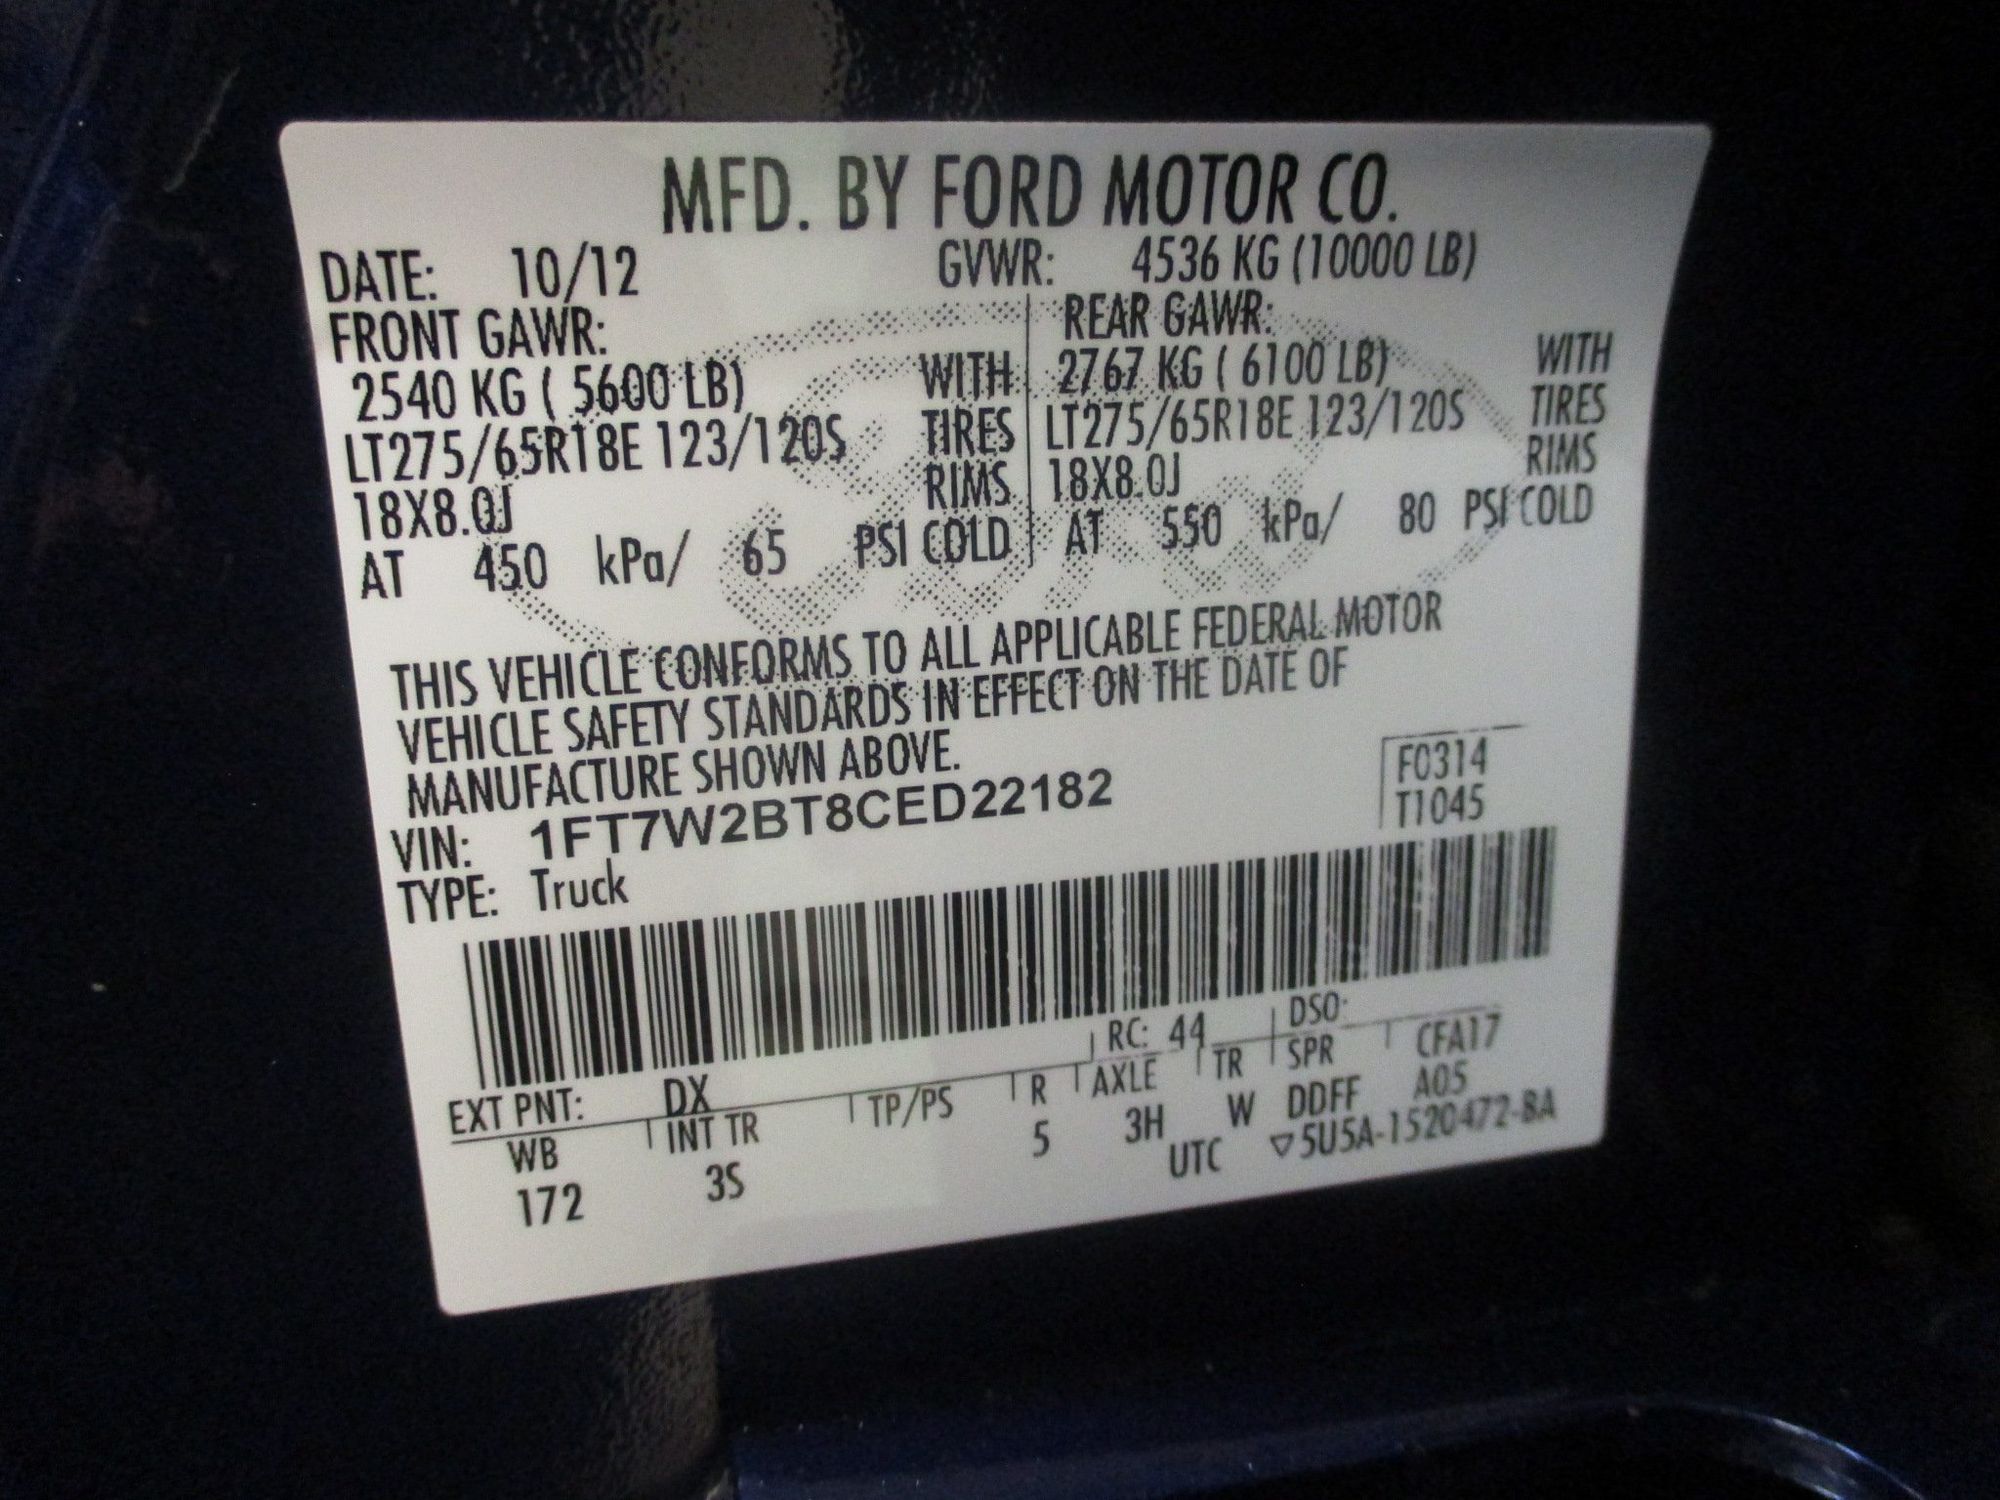 MFD. BY FORD MOTOR CO.
DATE: 10/12 GVWR: 4536 KG (10000 LB)
FRONT GAWR:
2540 KG ( 5600 LB) WITH
LT275/65R18E 123/120S TIRES
18X8.0J RIMS
AT 450 kPa/ 65 PSI COLD
REAR GAWR:
2767 KG ( 6100 LB) WITH
LT275/65R18E 123/120S TIRES
18X8.0J RIMS
AT 550 kPa/ 80 PSI COLD
THIS VEHICLE CONFORMS TO ALL APPLICABLE FEDERAL MOTOR
VEHICLE SAFETY STANDARDS IN EFFECT ON THE DATE OF
MANUFACTURE SHOWN ABOVE.
VIN: 1FT7W2BT8CED22182
TYPE: Truck
F0314
T1045
EXT PNT: DX RC: 44 DSO:
WB INT TR TP/PS R AXLE TR SPR CFA17
172 3S 5 3H W DDFF A05
UTC ▽5U5A-1520472-BA